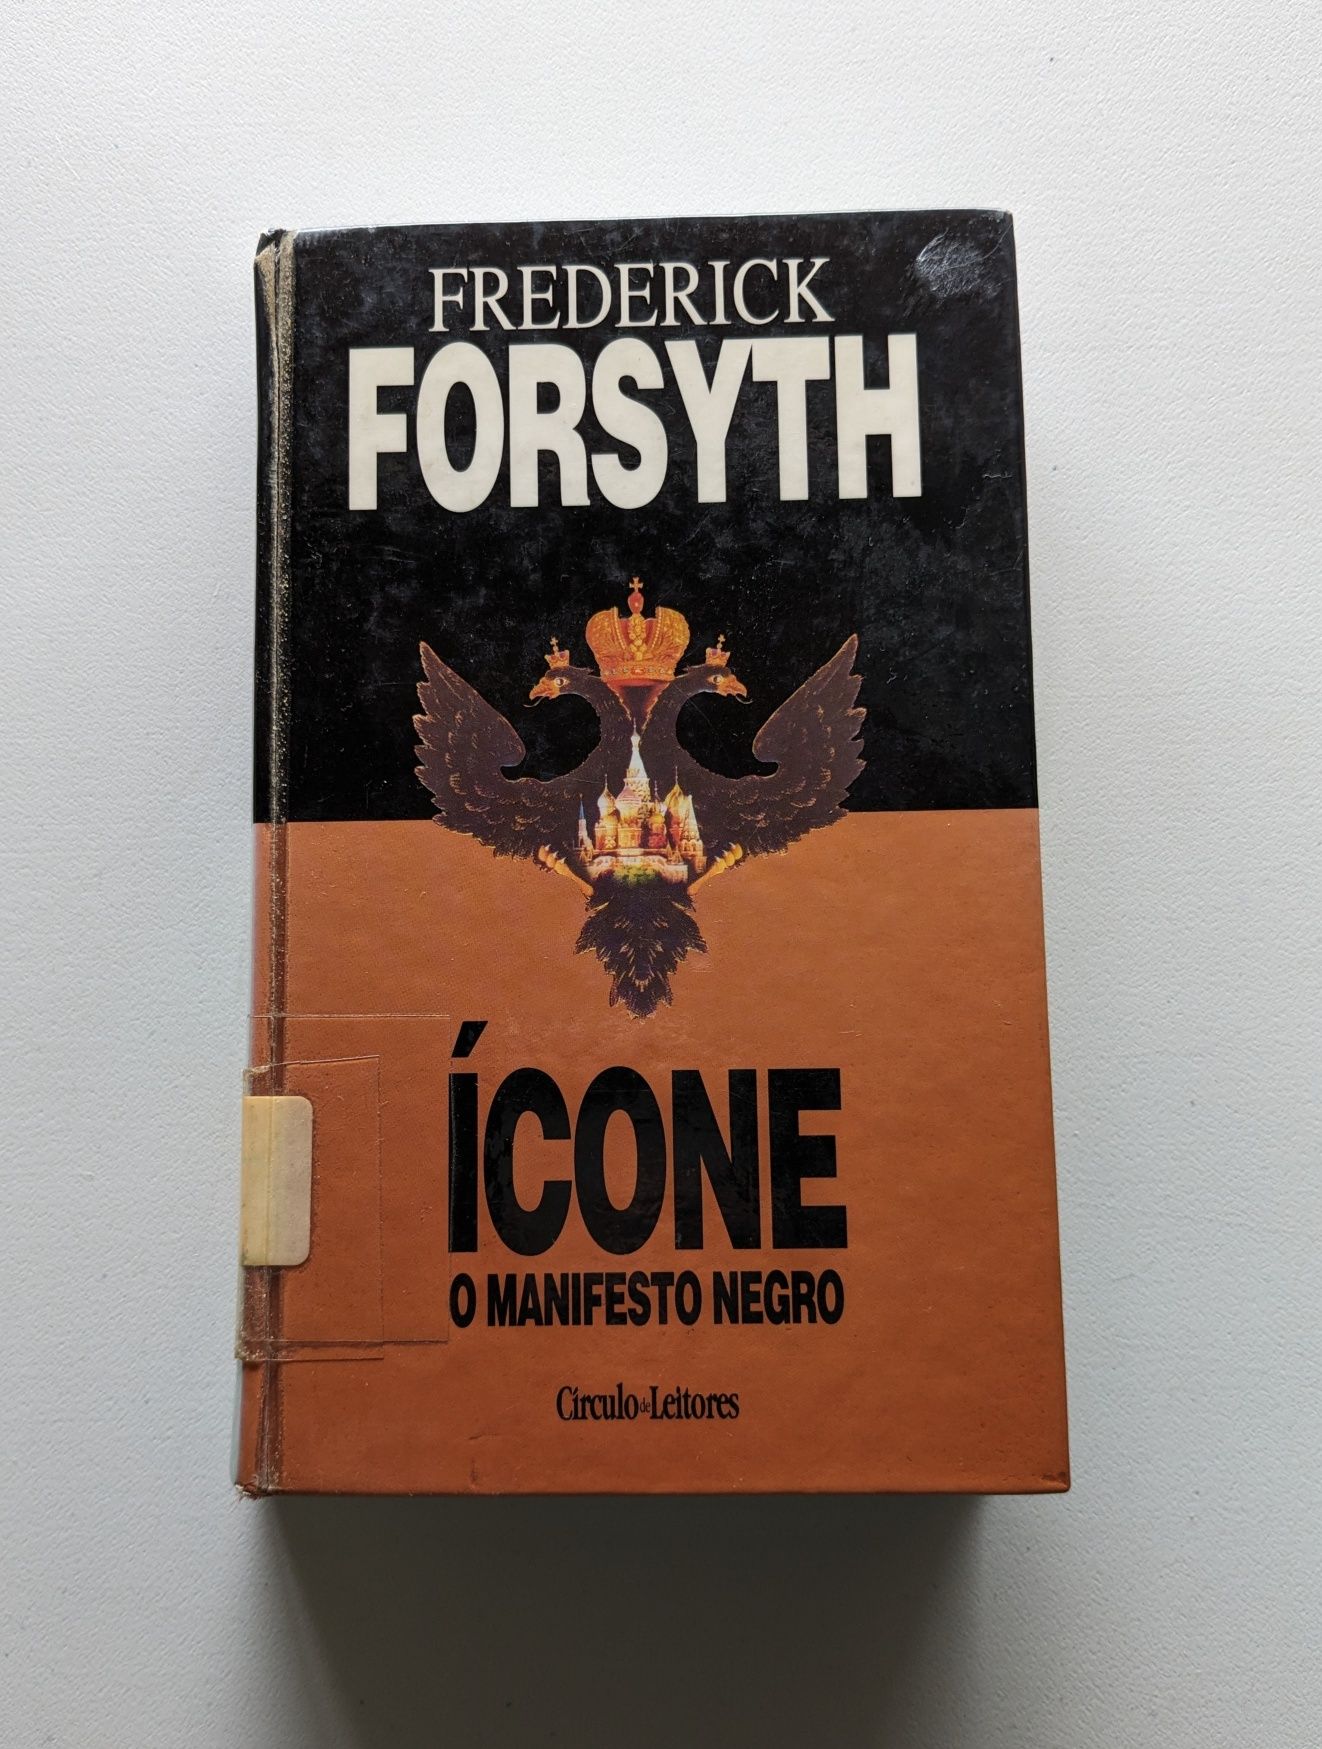 FREDERICK
FORSYTH
ÍCONE
O MANIFESTO NEGRO
Círculo de Leitores